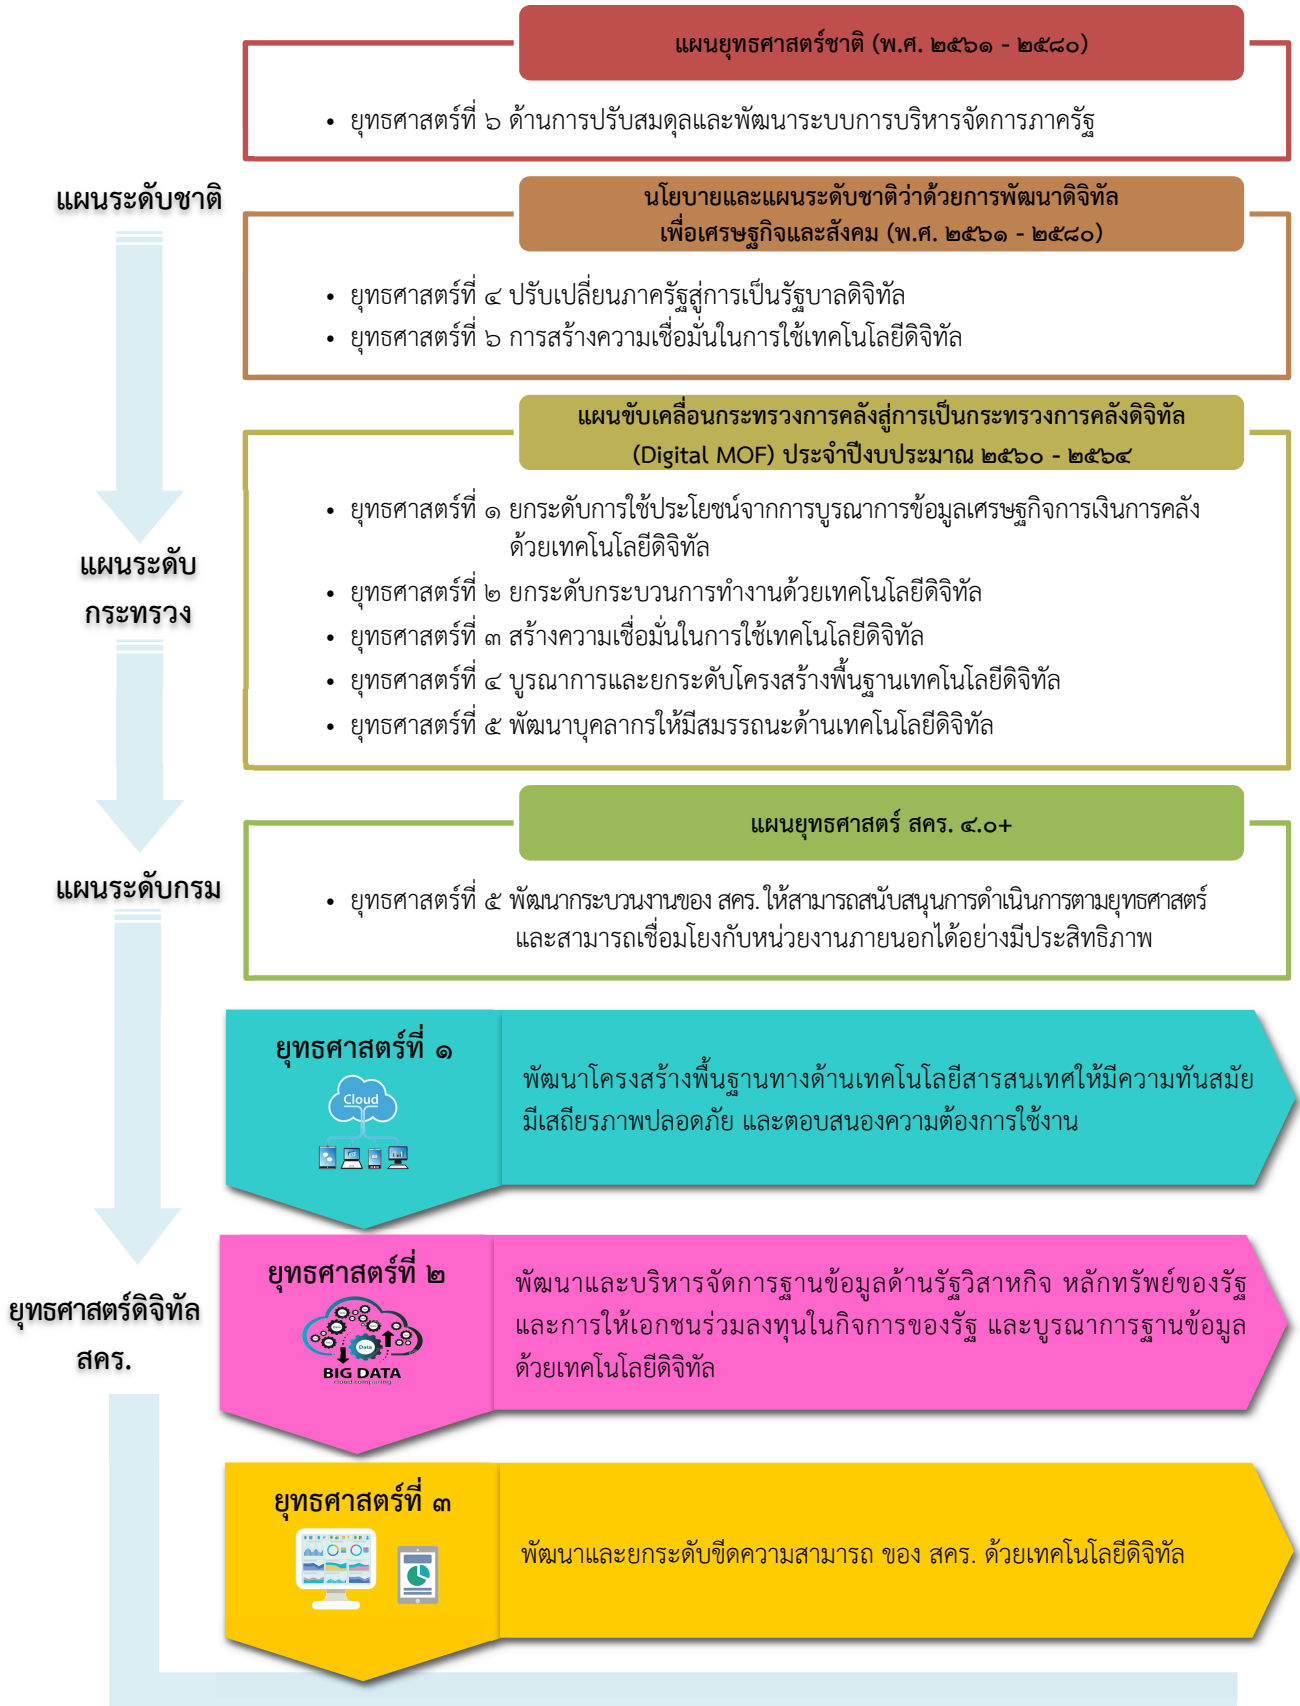 แผนยุทธศาสตร์ชาติ (พ.ศ. ๒๕๖๑ - ๒๕๘๐)
• ยุทธศาสตร์ที่ ๖ ด้านการปรับสมดุลและพัฒนาระบบการบริหารจัดการภาครัฐ
แผนระดับชาติ
นโยบายและแผนระดับชาติว่าด้วยการพัฒนาดิจิทัล
เพื่อเศรษฐกิจและสังคม (พ.ศ. ๒๕๖๑ - ๒๕๘๐)
• ยุทธศาสตร์ที่ ๔ ปรับเปลี่ยนภาครัฐสู่การเป็นรัฐบาลดิจิทัล
• ยุทธศาสตร์ที่ ๖ การสร้างความเชื่อมั่นในการใช้เทคโนโลยีดิจิทัล
แผนขับเคลื่อนกระทรวงการคลังสู่การเป็นกระทรวงการคลังดิจิทัล
(Digital MOF) ประจำปีงบประมาณ ๒๕๖๐ - ๒๕๖๔
• ยุทธศาสตร์ที่ ๑ ยกระดับการใช้ประโยชน์จากการบูรณาการข้อมูลเศรษฐกิจการเงินการคลัง
ด้วยเทคโนโลยีดิจิทัล
แผนระดับ
กระทรวง
• ยุทธศาสตร์ที่ ๒ ยกระดับกระบวนการทำงานด้วยเทคโนโลยีดิจิทัล
• ยุทธศาสตร์ที่ ๓ สร้างความเชื่อมั่นในการใช้เทคโนโลยีดิจิทัล
• ยุทธศาสตร์ที่ ๔ บูรณาการและยกระดับโครงสร้างพื้นฐานเทคโนโลยีดิจิทัล
• ยุทธศาสตร์ที่ ๕ พัฒนาบุคลากรให้มีสมรรถนะด้านเทคโนโลยีดิจิทัล
แผนยุทธศาสตร์ สคร. ๔.๐+
แผนระดับกรม
• ยุทธศาสตร์ที่ ๕ พัฒนากระบวนงานของ สคร. ให้สามารถสนับสนุนการดำเนินการตามยุทธศาสตร์
และสามารถเชื่อมโยงกับหน่วยงานภายนอกได้อย่างมีประสิทธิภาพ
ยุทธศาสตร์ที่ ๑
Cloud
พัฒนาโครงสร้างพื้นฐานทางด้านเทคโนโลยีสารสนเทศให้มีความทันสมัย
มีเสถียรภาพปลอดภัย และตอบสนองความต้องการใช้งาน
ยุทธศาสตร์ดิจิทัล
สคร.
ยุทธศาสตร์ที่ ๒
Data
BIG DATA
cloud computing
พัฒนาและบริหารจัดการฐานข้อมูลด้านรัฐวิสาหกิจ หลักทรัพย์ของรัฐ
และการให้เอกชนร่วมลงทุนในกิจการของรัฐ และบูรณาการฐานข้อมูล
ด้วยเทคโนโลยีดิจิทัล
ยุทธศาสตร์ที่ ๓
พัฒนาและยกระดับขีดความสามารถ ของ สคร. ด้วยเทคโนโลยีดิจิทัล